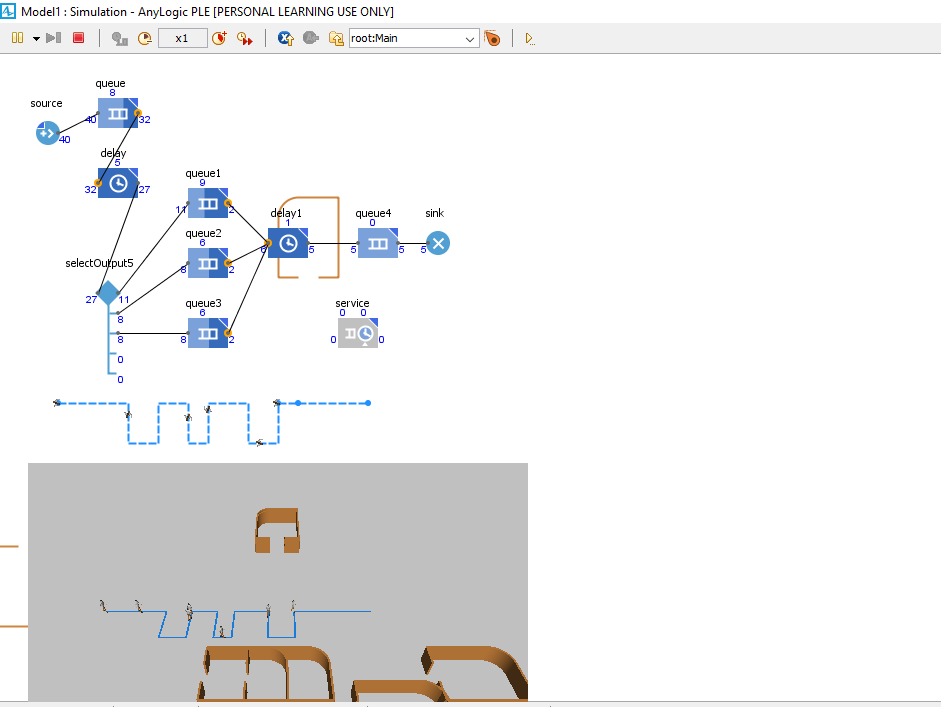 Model1 : Simulation - AnyLogic PLE [PERSONAL LEARNING USE ONLY]
x1
root:Main
queue
8
source
40
32
40
delay
5
32
27
queue1
9
11
2
delay1
1
6
5
queue4
0
5
5
sink
5
queue2
6
8
2
selectOutput5
27
11
8
8
0
0
queue3
6
8
2
service
0
0
0
0